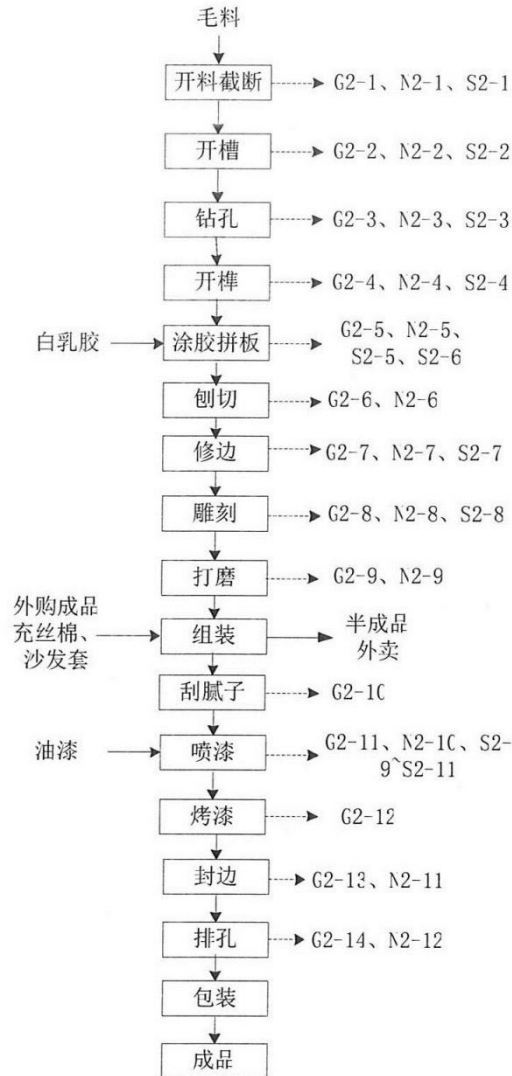 毛料
开料截断
G2-1、N2-1、S2-1
开槽
G2-2、N2-2、S2-2
钻孔
G2-3、N2-3、S2-3
开榫
G2-4、N2-4、S2-4
白乳胶
涂胶拼板
G2-5、N2-5、
S2-5、S2-6
刨切
G2-6、N2-6
修边
G2-7、N2-7、S2-7
雕刻
G2-8、N2-8、S2-8
打磨
G2-9、N2-9
外购成品
充丝棉、
沙发套
组装
半成品
外卖
刮腻子
G2-10
油漆
喷漆
G2-11、N2-10、S2-
9~S2-11
烤漆
G2-12
封边
G2-13、N2-11
排孔
G2-14、N2-12
包装
成品